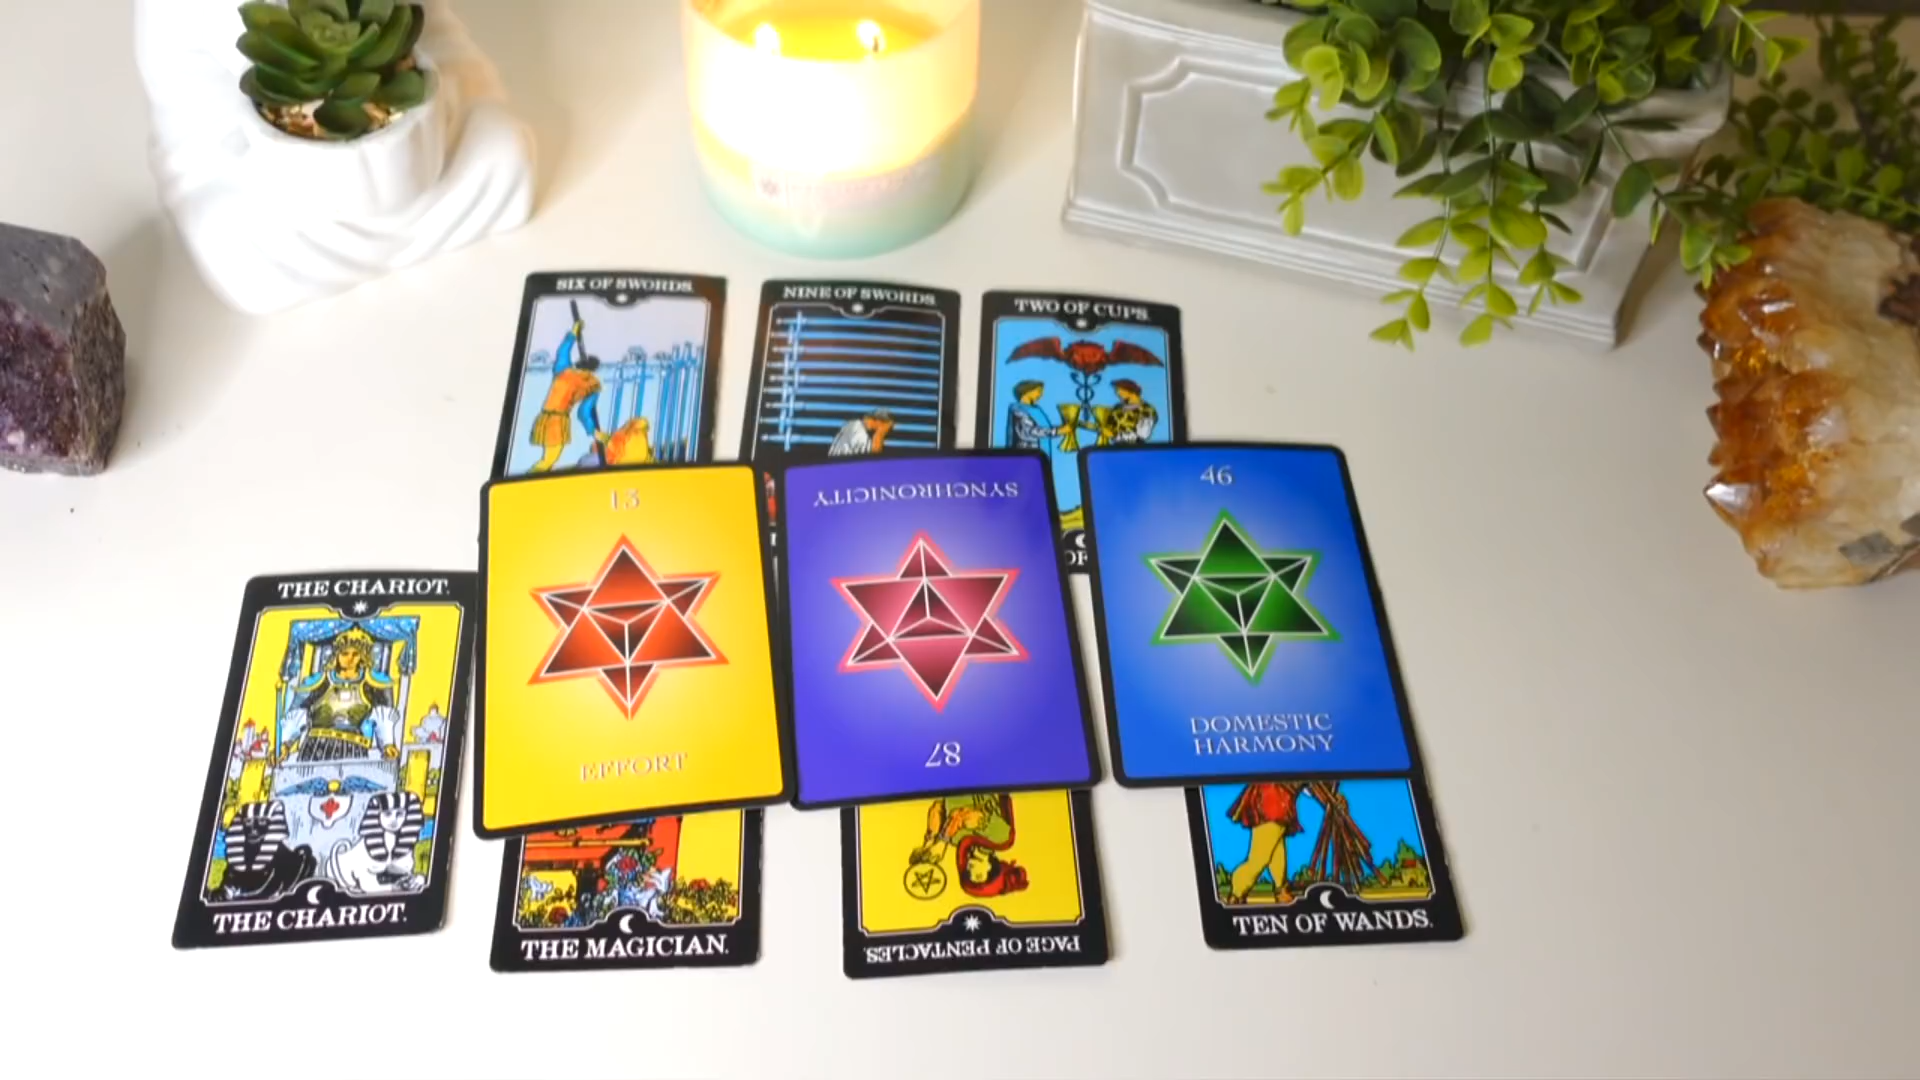 SIX OF SWORDS.
NINE OF SWORDS.
TWO OF CUPS.
13
EFFORT
SYNCHRONICITY
87
46
DOMESTIC
HARMONY
THE CHARIOT.
THE CHARIOT.
THE MAGICIAN.
PAGE OF PENTACLES.
TEN OF WANDS.